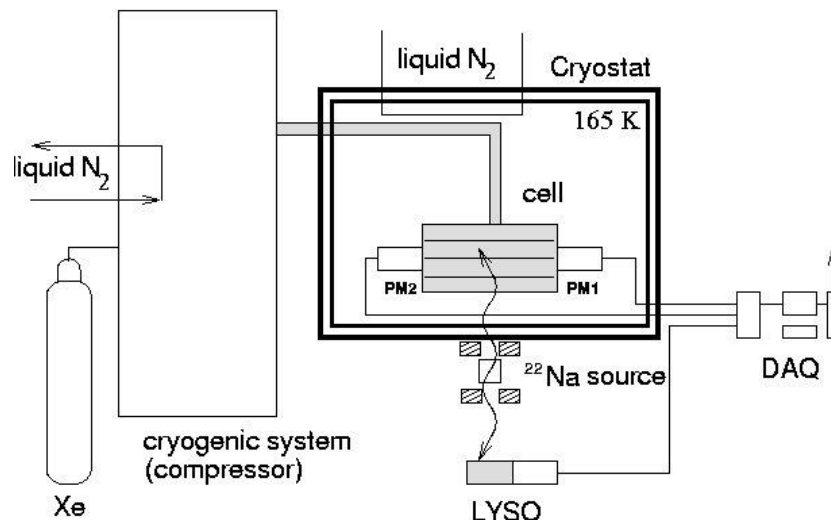 liquid N2
Cryostat
165 K
liquid N2
cell
PM2
PM1
22Na source
DAQ
cryogenic system
(compressor)
Xe
LYSO